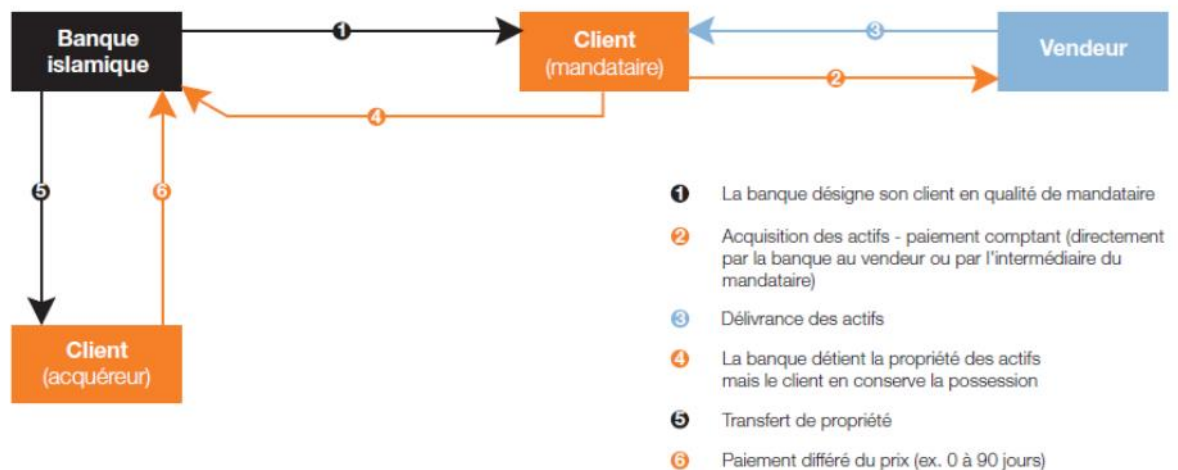 Banque
islamique
1
Client
(mandataire)
3
Vendeur
2
4
5
6
Client
(acquéreur)
1 La banque désigne son client en qualité de mandataire
2 Acquisition des actifs - paiement comptant (directement
par la banque au vendeur ou par l'intermédiaire du
mandataire)
3 Délivrance des actifs
4 La banque détient la propriété des actifs
mais le client en conserve la possession
5 Transfert de propriété
6 Paiement différé du prix (ex. 0 à 90 jours)